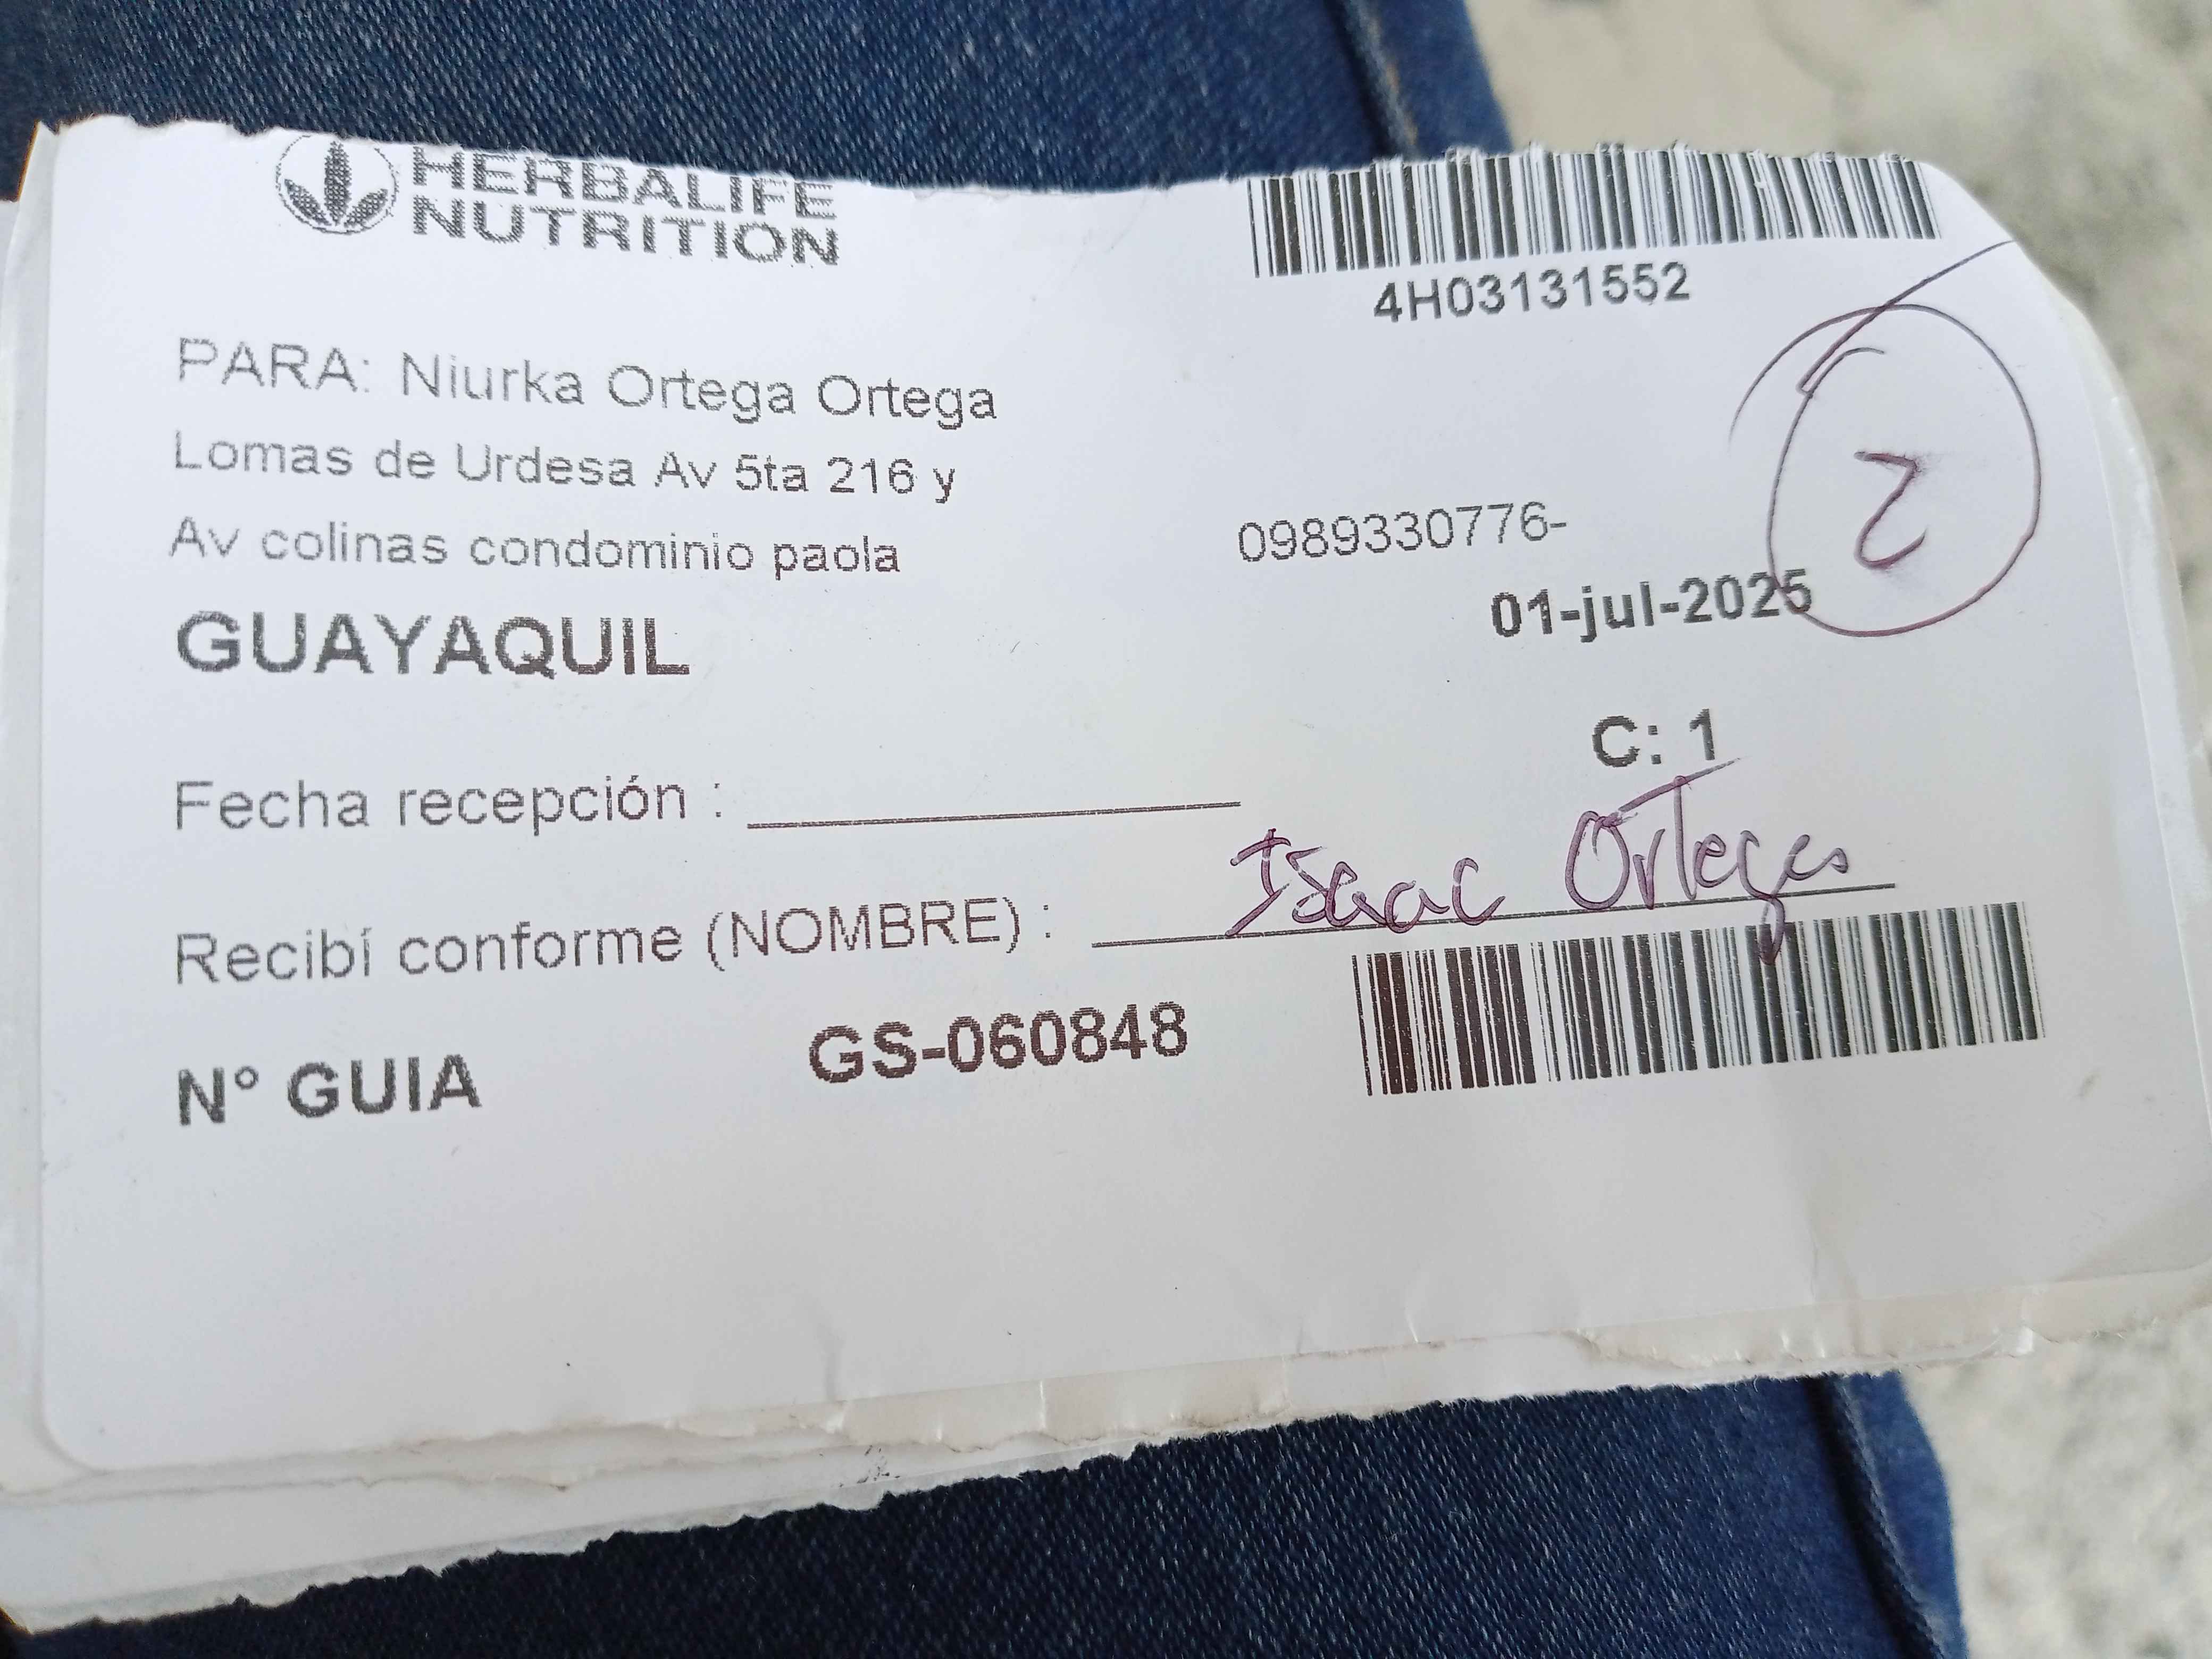 HERBALIFE
NUTRITION
4H03131552
PARA: Niurka Ortega Ortega
Lomas de Urdesa Av 5ta 216 y
Av colinas condominio paola
0989330776-
2
GUAYAQUIL
01-jul-2025
C: 1
Fecha recepción :
Recibí conforme (NOMBRE) : Isaac Ortega
Nº GUIA GS-060848